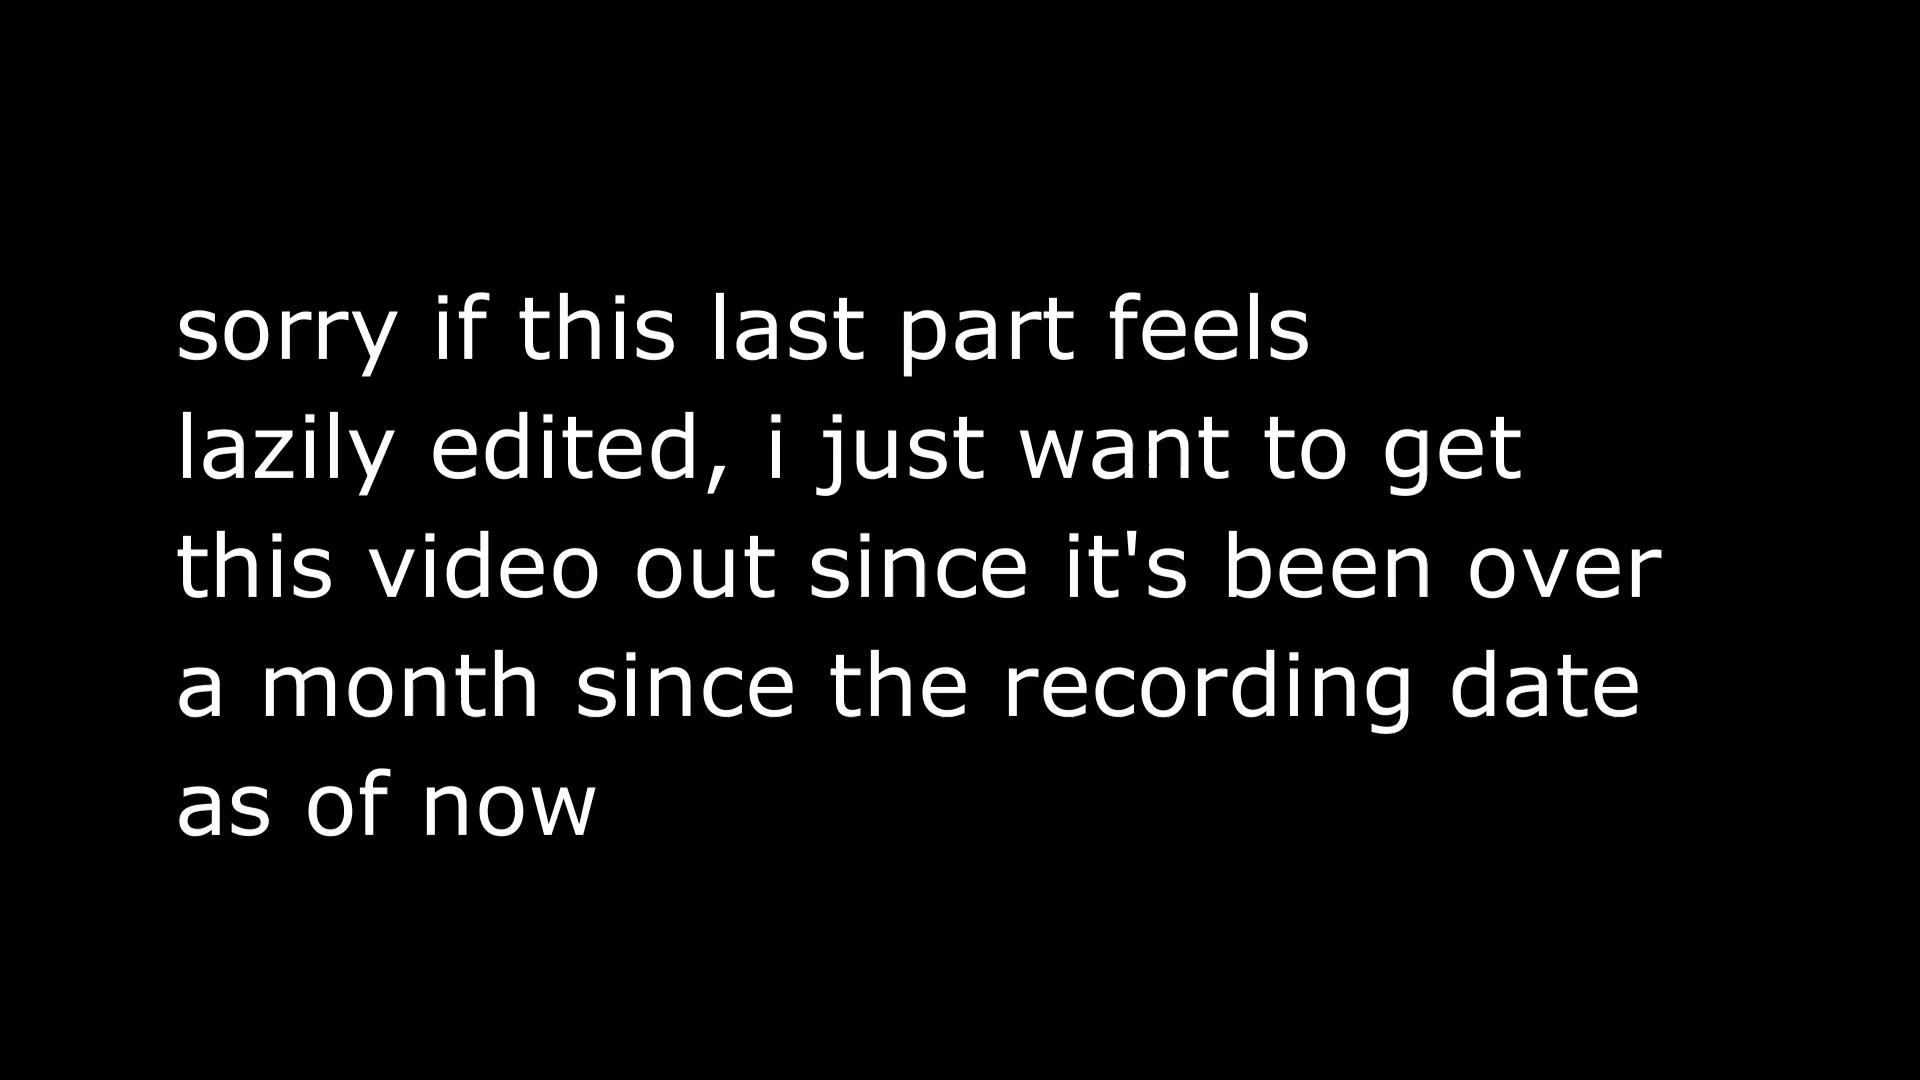 sorry if this last part feels
lazily edited, i just want to get
this video out since it's been over
a month since the recording date
as of now